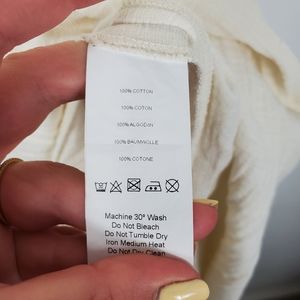 100% COTTON
100% COTON
100% ALGODÓN
100% BAUMWOLLE
100% COTONE
Machine 30° Wash
Do Not Bleach
Do Not Tumble Dry
Iron Medium Heat
Do Not Dry Clean